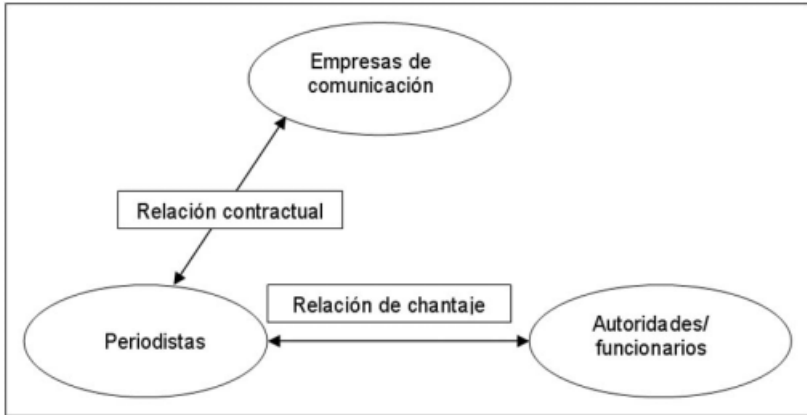 Empresas de
comunicación
Relación contractual
Relación de chantaje
Periodistas
Autoridades/
funcionarios